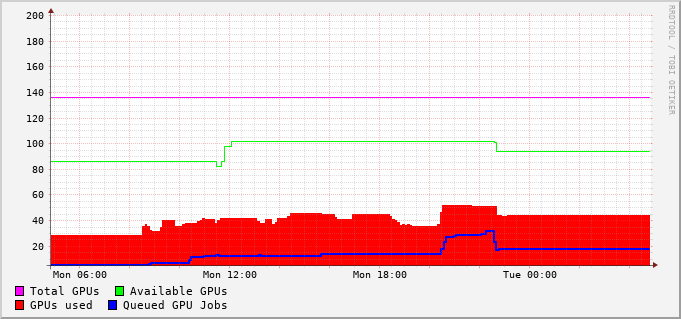 200
180
160
140
120
100
80
60
40
20
Mon 06:00 Mon 12:00 Mon 18:00 Tue 00:00
Total GPUs Available GPUs
GPUs used Queued GPU Jobs
RRDTOOL / TOBI OETIKER